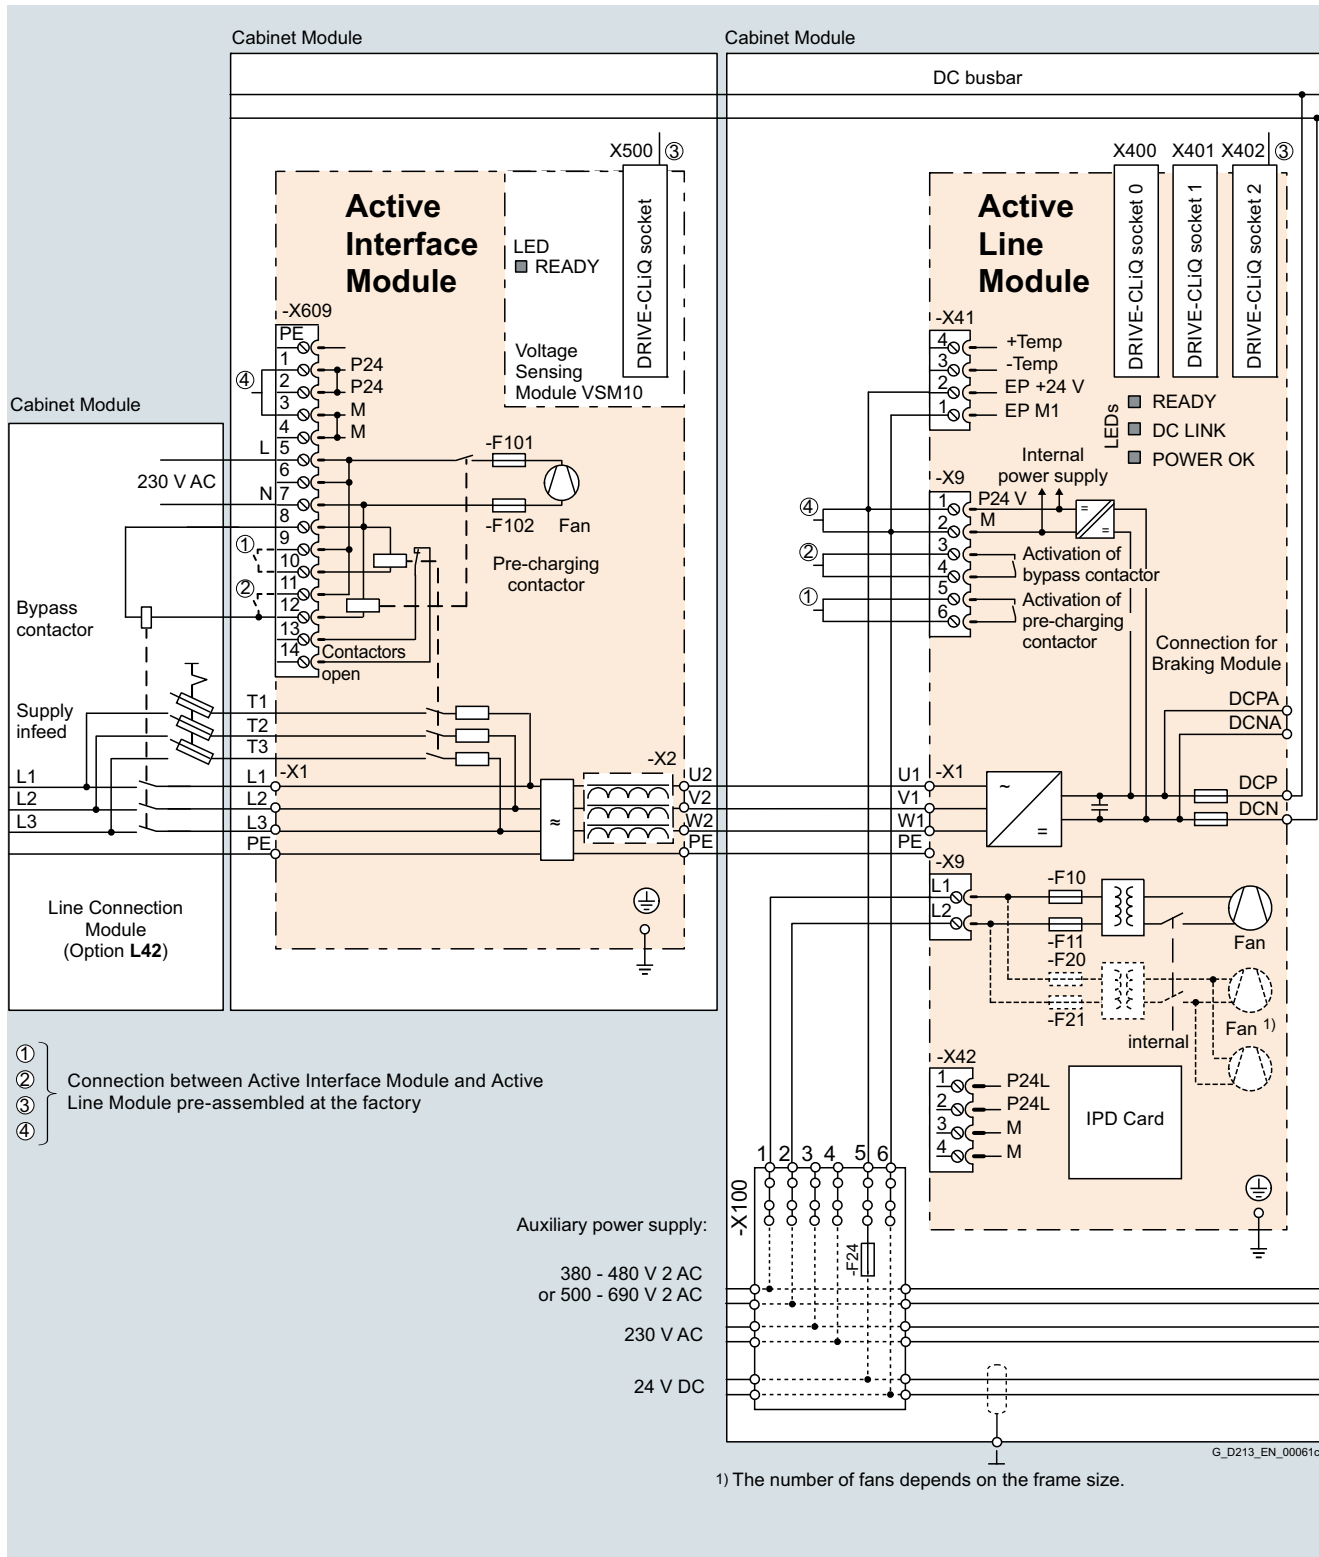 Cabinet Module
Cabinet Module
DC busbar
X500
③
X400
X401
X402
③
Active
Interface
Module
LED
READY
DRIVE-CLiQ socket
Voltage
Sensing
Module VSM10
Active
Line
Module
DRIVE-CLiQ socket 0
DRIVE-CLiQ socket 1
DRIVE-CLiQ socket 2
-X609
PE
1
P24
2
P24
3
M
4
M
④
5
6
7
8
9
10
11
12
13
14
L
230 V AC
N
①
②
Contactors
open
-F101
-F102
Fan
Pre-charging
contactor
-X41
4
+Temp
3
-Temp
2
EP +24 V
1
EP M1
LEDs
READY
DC LINK
POWER OK
Internal
power supply
-X9
1
P24 V
2
M
3
4
5
6
④
②
①
=
=
Activation of
bypass contactor
Activation of
pre-charging
contactor
Connection for
Braking Module
DCPA
DCNA
DCP
DCN
Cabinet Module
Bypass
contactor
Supply
infeed
L1
L2
L3
T1
T2
T3
-X1
L1
L2
L3
PE
≈
-X2
U2
V2
W2
PE
U1
V1
W1
PE
-X1
~
=
Line Connection
Module
(Option L42)
-X9
L1
L2
-F10
-F11
-F20
-F21
Fan
internal
Fan 1)
-X42
1
P24L
2
P24L
3
M
4
M
IPD Card
①
②
③
④
Connection between Active Interface Module and Active
Line Module pre-assembled at the factory
1 2 3 4 5 6
-X100
-F24
Auxiliary power supply:
380 - 480 V 2 AC
or 500 - 690 V 2 AC
230 V AC
24 V DC
G_D213_EN_00061c
1) The number of fans depends on the frame size.